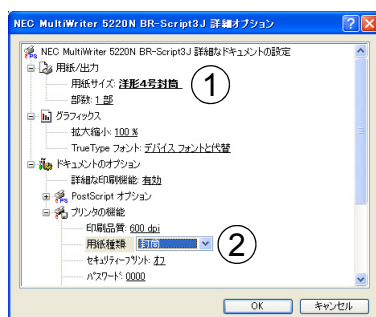 NEC MultiWriter 5220N BR-Script3J 詳細オプション
NEC MultiWriter 5220N BR-Script3J 詳細なドキュメントの設定
用紙/出力
用紙サイズ: 洋形4号封筒
①
部数: 1 部
グラフィックス
拡大縮小: 100 %
TrueType フォント: デバイス フォントと代替
ドキュメントのオプション
詳細な印刷機能: 有効
PostScript オプション
プリンタの機能
印刷品質: 600 dpi
用紙種類: 封筒
②
セキュリティープリント: オフ
パスワード: 0000
OK
キャンセル